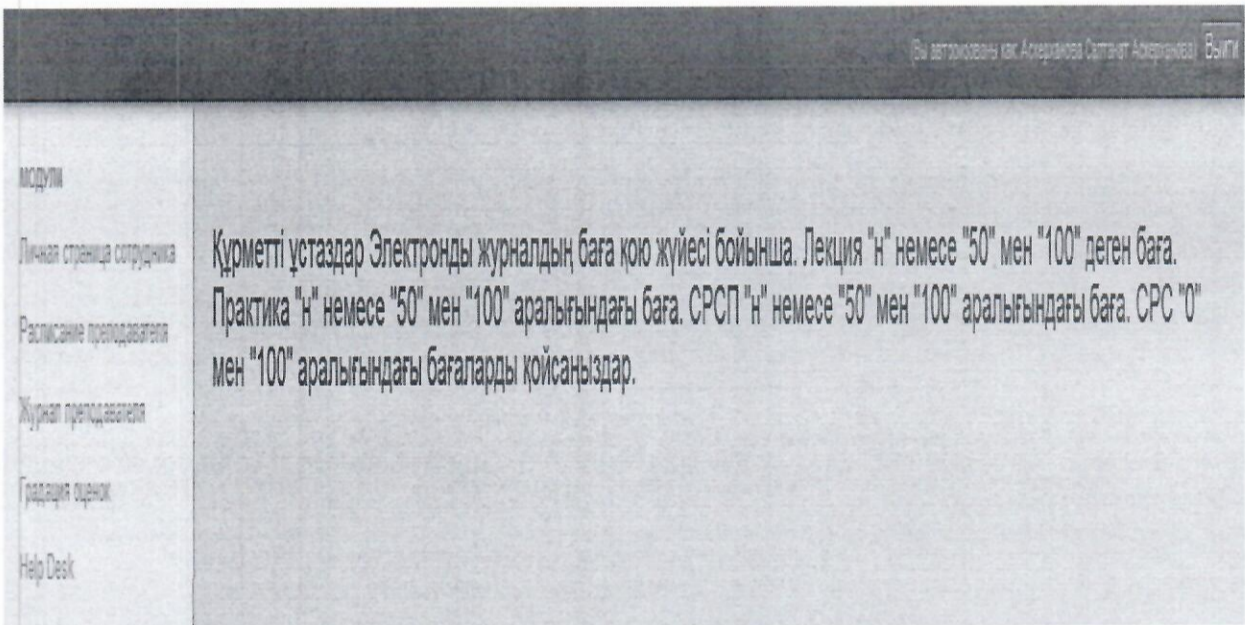 (Вы авторизованы как: Аскерханова Салтанат Аскерхановна) Выйти
модули
Личная страница сотрудника
Расписание преподавателя
Журнал преподавателя
Градация оценок
Help Desk
Құрметті ұстаздар Электронды журналдың баға қою жүйесі бойынша. Лекция "н" немесе "50" мен "100" деген баға.
Практика "н" немесе "50" мен "100" аралығындағы баға. СРСП "н" немесе "50" мен "100" аралығындағы баға. СРС "0"
мен "100" аралығындағы бағаларды қойсаңыздар.